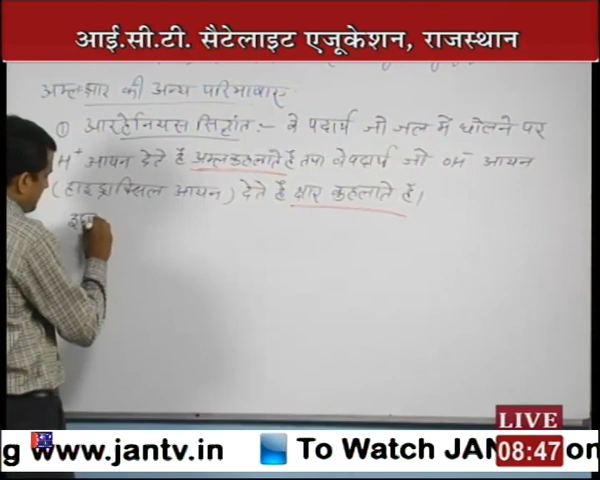 आई.सी.टी. सैटेलाइट एजूकेशन, राजस्थान
अम्ल क्षार की अन्य परिभाषाएं
① आरहेनियस सिद्वांत :- वे पदार्थ जो जल मे घोलने पर
H⁺ आयन देते हैं अम्ल कहलाते हैं तथा वे पदार्थ जो OH⁻ आयन
(हाइड्राक्सिल आयन) देते हैं क्षार कहलाते हैं।
LIVE
08:47
g www.jantv.in To Watch JAN on